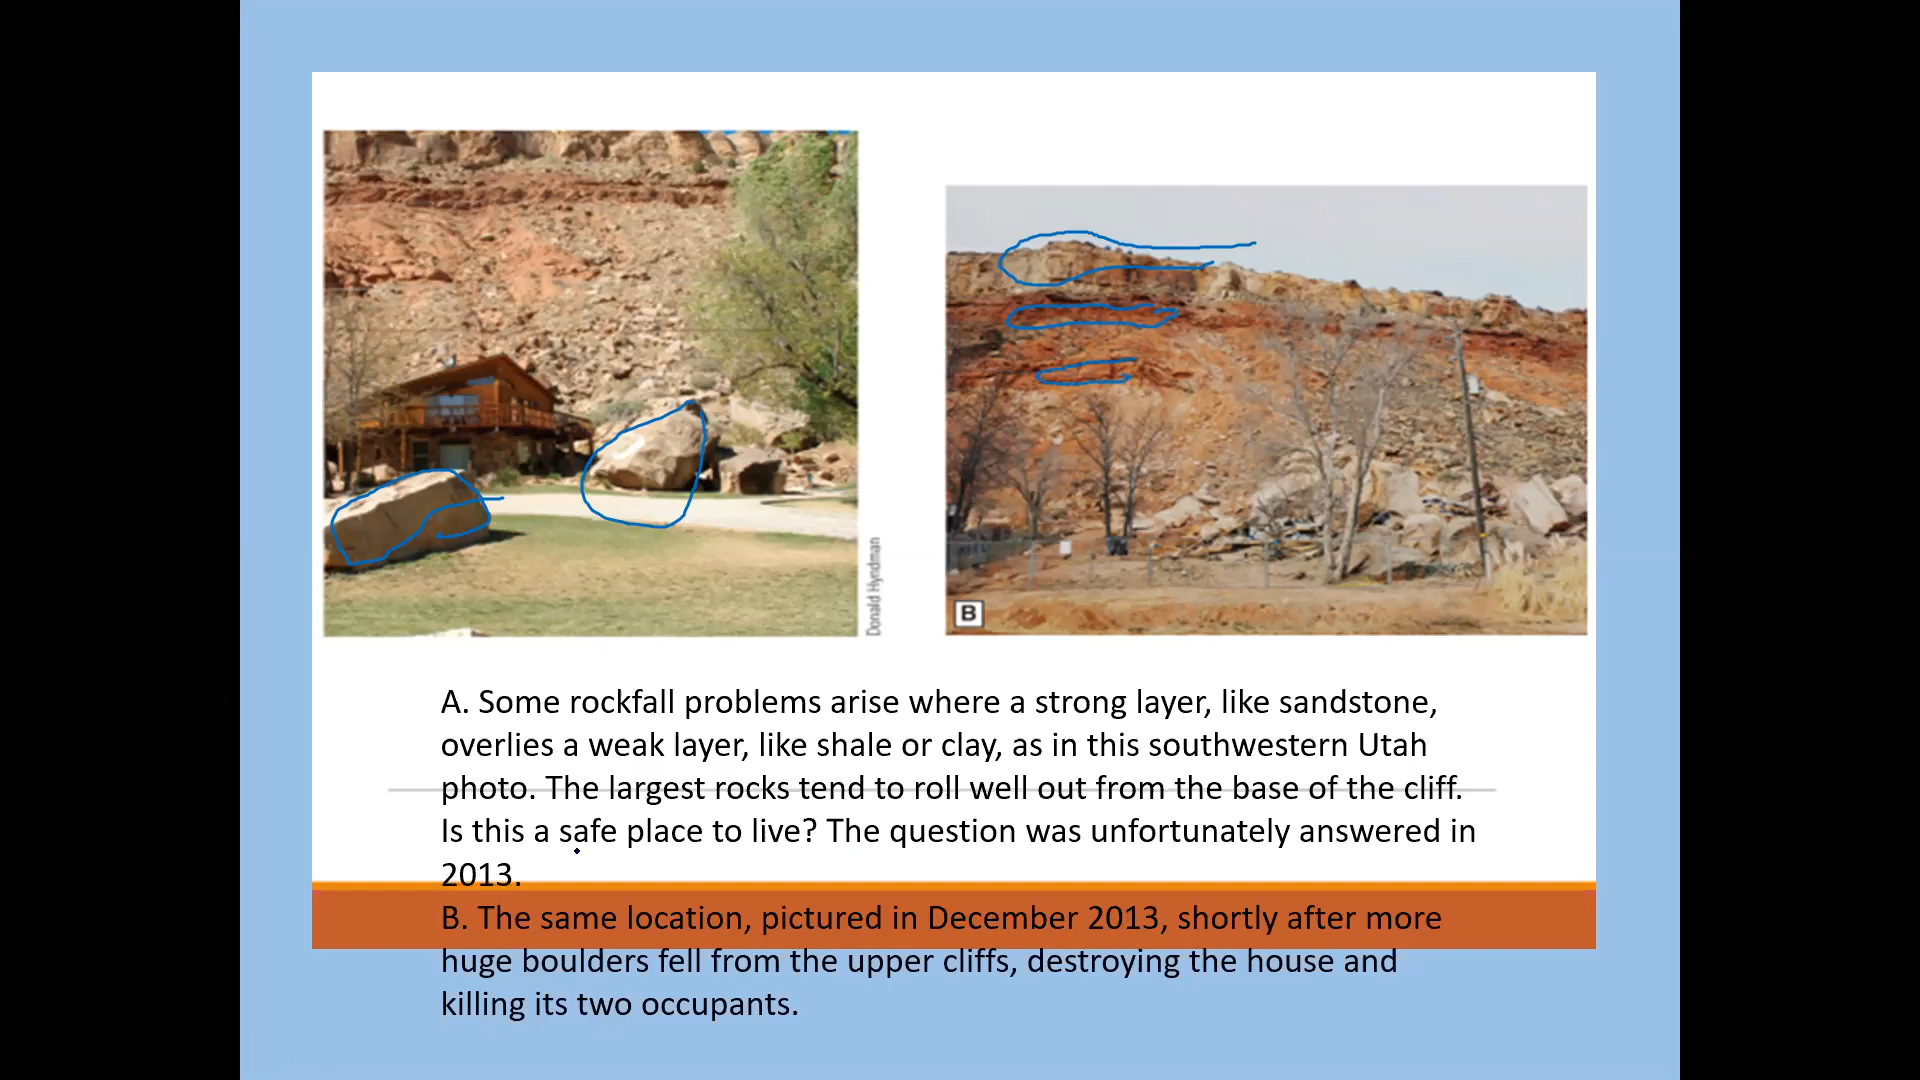 Donald Hyndman
B
A. Some rockfall problems arise where a strong layer, like sandstone,
overlies a weak layer, like shale or clay, as in this southwestern Utah
photo. The largest rocks tend to roll well out from the base of the cliff.
Is this a safe place to live? The question was unfortunately answered in
2013.
B. The same location, pictured in December 2013, shortly after more
huge boulders fell from the upper cliffs, destroying the house and
killing its two occupants.